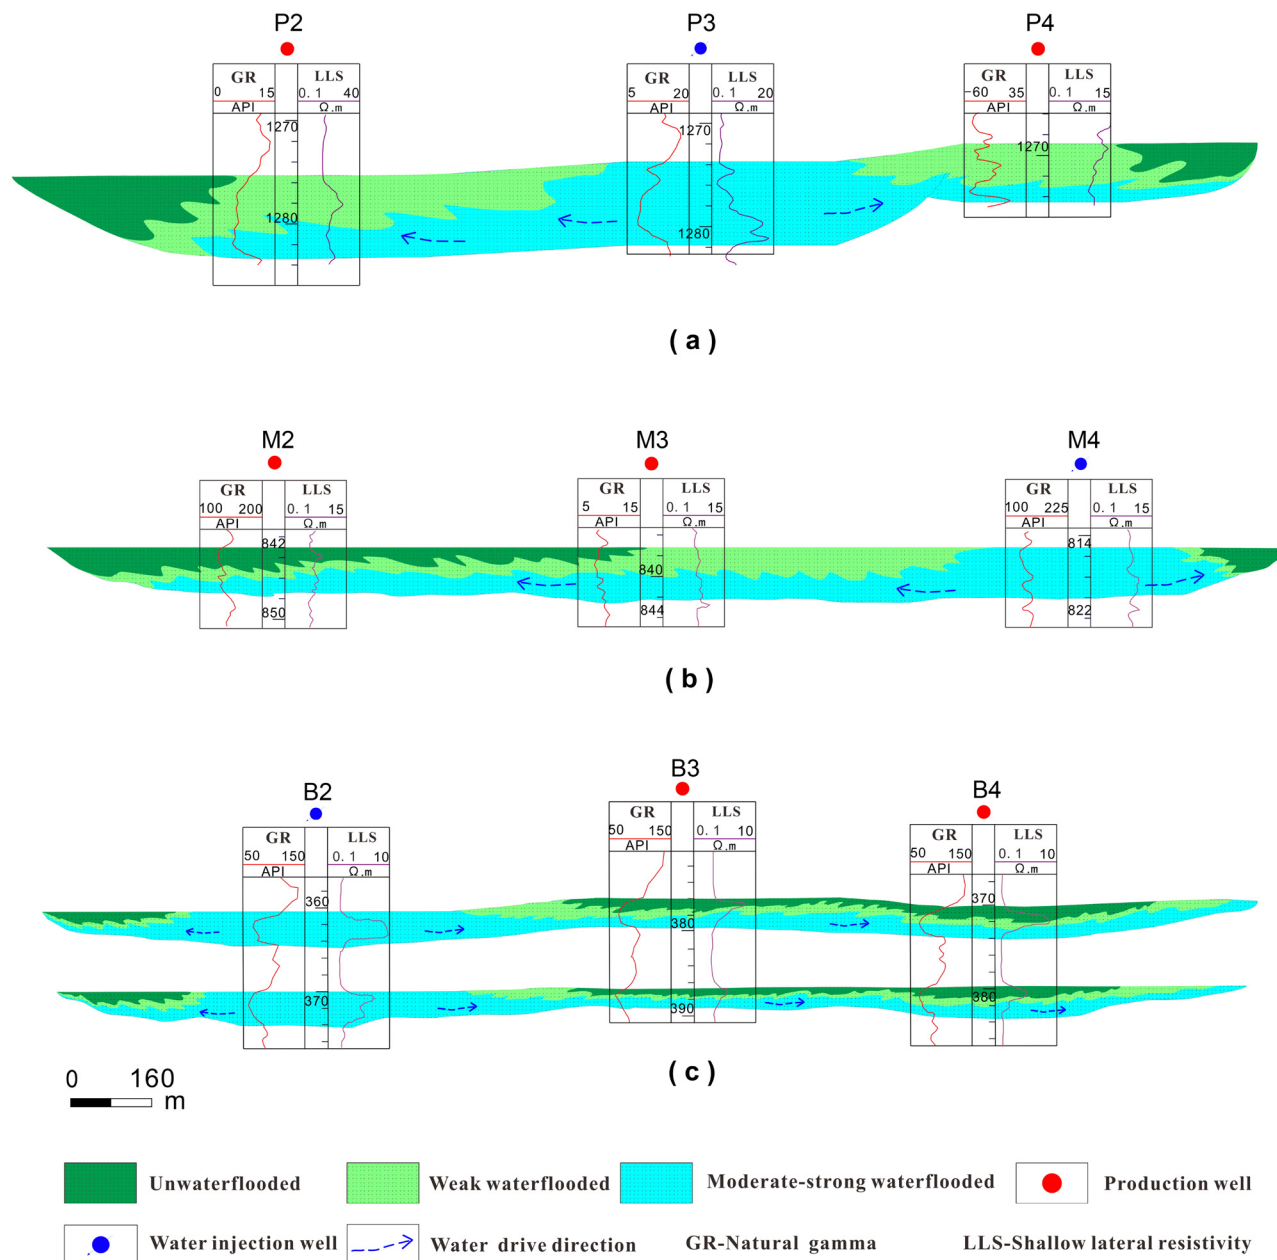 P2 P3 P4
GR LLS GR LLS GR LLS
0 15 0. 1 40 5 20 0. 1 20 -60 35 0. 1 15
API Ω.m API Ω.m API Ω.m
1270 1270 1270
1280 1280
( a )
M2 M3 M4
GR LLS GR LLS GR LLS
100 200 0. 1 15 5 15 0. 1 15 100 225 0. 1 15
API Ω.m API Ω.m API Ω.m
842 840 814
850 844 822
( b )
B2 B3 B4
GR LLS GR LLS GR LLS
50 150 0. 1 10 50 150 0. 1 10 50 150 0. 1 10
API Ω.m API Ω.m API Ω.m
360 380 370
370 390 380
( c )
0 160
m
Unwaterflooded Weak waterflooded Moderate-strong waterflooded Production well
Water injection well Water drive direction GR-Natural gamma LLS-Shallow lateral resistivity